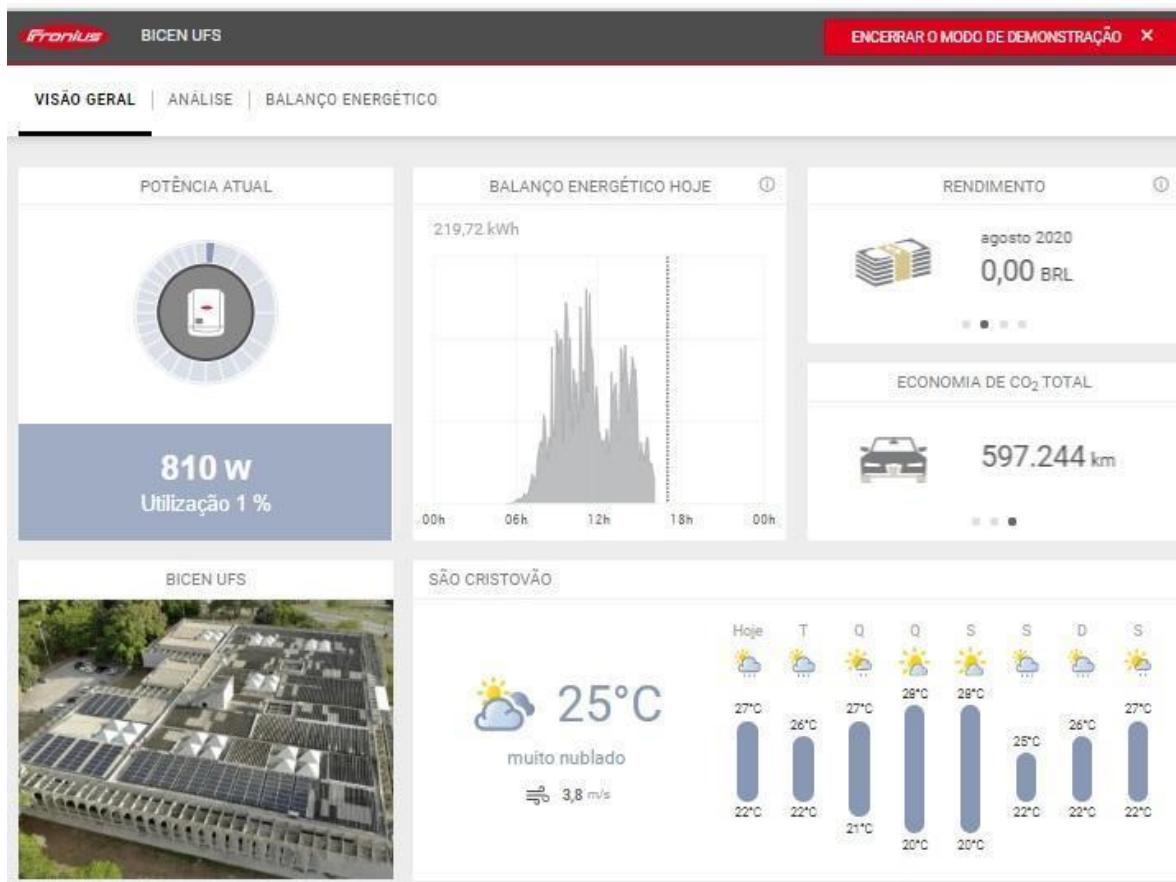 Fronius BICEN UFS ENCERRAR O MODO DE DEMONSTRAÇÃO ×
VISÃO GERAL | ANÁLISE | BALANÇO ENERGÉTICO
POTÊNCIA ATUAL
810 W
Utilização 1 %
BALANÇO ENERGÉTICO HOJE
219,72 kWh
00h 06h 12h 18h 00h
RENDIMENTO
agosto 2020
0,00 BRL
ECONOMIA DE CO₂ TOTAL
597.244 km
BICEN UFS
SÃO CRISTOVÃO
25°C
muito nublado
3,8 m/s
Hoje T Q Q S S D S
27°C 26°C 27°C 28°C 28°C 25°C 26°C 27°C
22°C 22°C 21°C 20°C 20°C 22°C 22°C 22°C